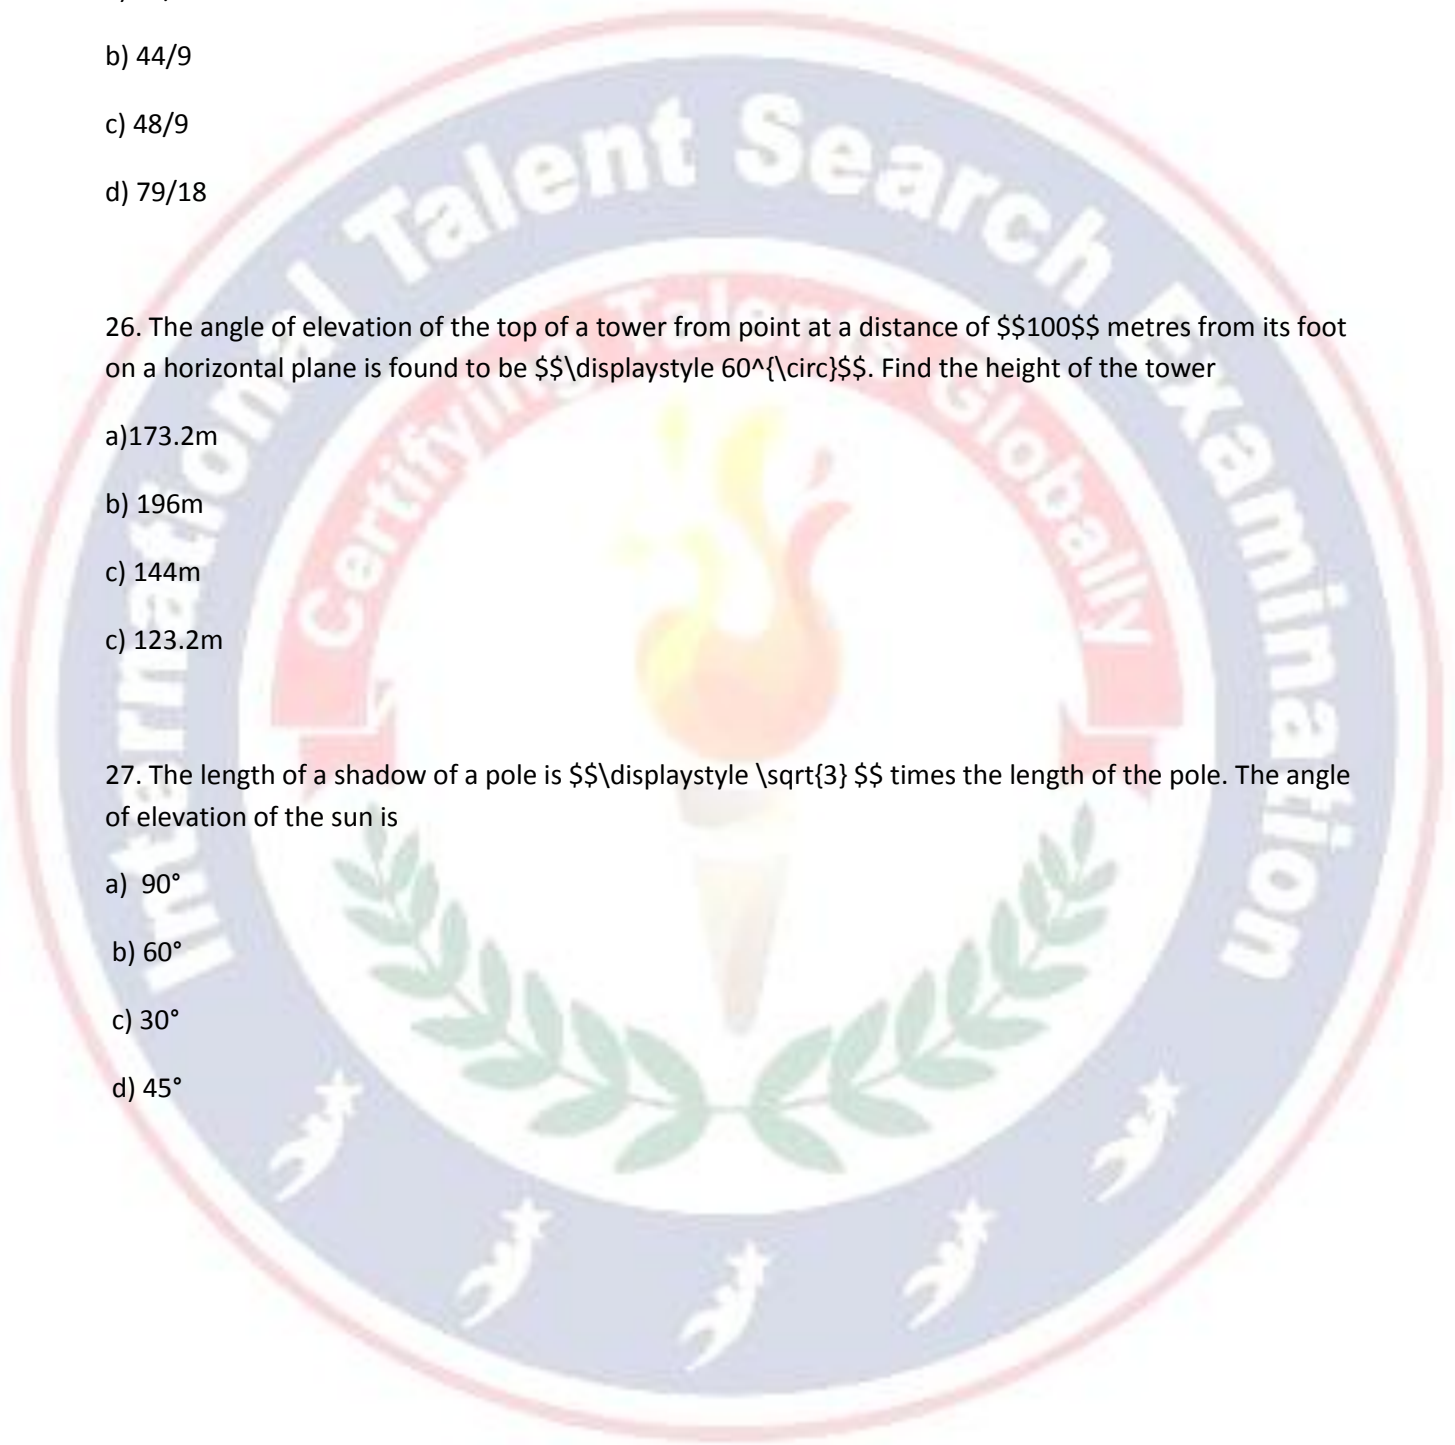 b) 44/9
c) 48/9
d) 79/18
26. The angle of elevation of the top of a tower from point at a distance of $$100$$ metres from its foot
on a horizontal plane is found to be $$\displaystyle 60^{\circ}$$. Find the height of the tower
a)173.2m
b) 196m
c) 144m
c) 123.2m
27. The length of a shadow of a pole is $$\displaystyle \sqrt{3} $$ times the length of the pole. The angle
of elevation of the sun is
a) 90°
b) 60°
c) 30°
d) 45°
International Talent Search Examination
Certifying Talents Globally